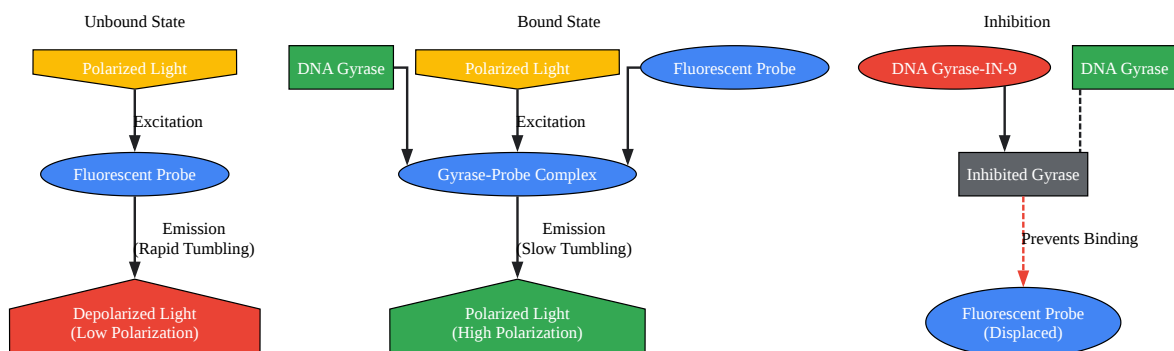 Unbound State
Bound State
Inhibition
Polarized Light
DNA Gyrase
Polarized Light
Fluorescent Probe
DNA Gyrase-IN-9
DNA Gyrase
Excitation
Excitation
Fluorescent Probe
Gyrase-Probe Complex
Inhibited Gyrase
Emission
(Rapid Tumbling)
Emission
(Slow Tumbling)
Prevents Binding
Depolarized Light
(Low Polarization)
Polarized Light
(High Polarization)
Fluorescent Probe
(Displaced)